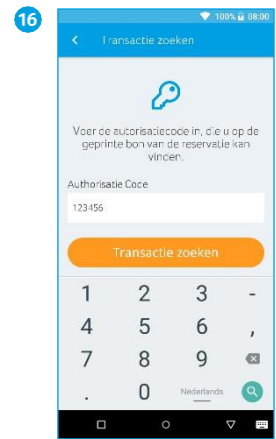 16
100% 08:00
Transactie zoeken
Voer de autorisatiecode in, die u op de
geprinte bon van de reservatie kan
vinden.
Authorisatie Code
123456
Transactie zoeken
1 2 3 -
4 5 6 ,
7 8 9
. 0 Nederlands